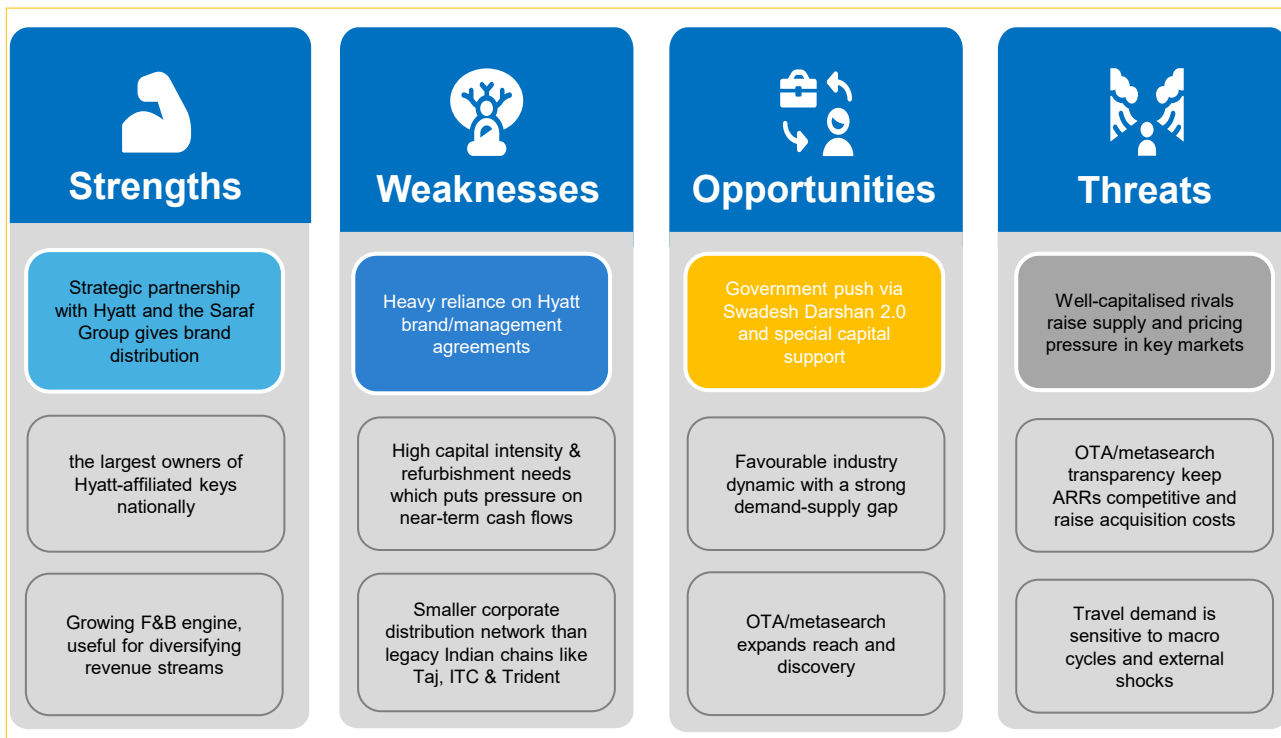 Strengths
Strategic partnership
with Hyatt and the Saraf
Group gives brand
distribution
the largest owners of
Hyatt-affiliated keys
nationally
Growing F&B engine,
useful for diversifying
revenue streams
Weaknesses
Heavy reliance on Hyatt
brand/management
agreements
High capital intensity &
refurbishment needs
which puts pressure on
near-term cash flows
Smaller corporate
distribution network than
legacy Indian chains like
Taj, ITC & Trident
Opportunities
Government push via
Swadesh Darshan 2.0
and special capital
support
Favourable industry
dynamic with a strong
demand-supply gap
OTA/metasearch
expands reach and
discovery
Threats
Well-capitalised rivals
raise supply and pricing
pressure in key markets
OTA/metasearch
transparency keep
ARRs competitive and
raise acquisition costs
Travel demand is
sensitive to macro
cycles and external
shocks